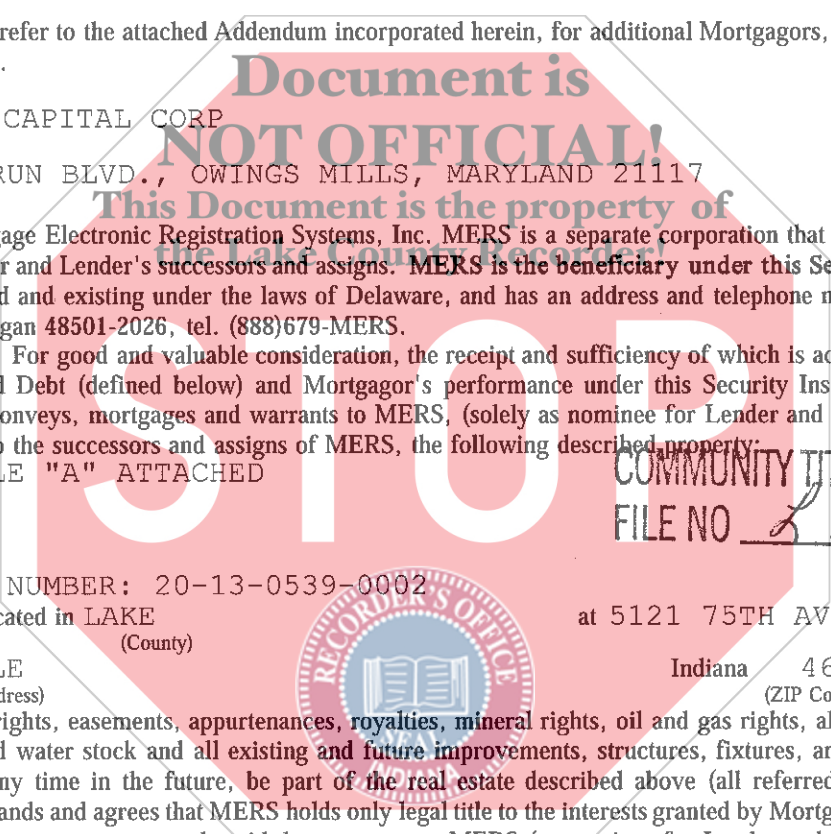 refer to the attached Addendum incorporated herein, for additional Mortgagors,
.
Document is
CAPITAL CORP
NOT OFFICIAL!
RUN BLVD., OWINGS MILLS, MARYLAND 21117
This Document is the property of
gage Electronic Registration Systems, Inc. MERS is a separate corporation that
the Lake County Recorder!
r and Lender's successors and assigns. MERS is the beneficiary under this Se
d and existing under the laws of Delaware, and has an address and telephone n
gan 48501-2026, tel. (888)679-MERS.
STOP
For good and valuable consideration, the receipt and sufficiency of which is ac
d Debt (defined below) and Mortgagor's performance under this Security Ins
onveys, mortgages and warrants to MERS, (solely as nominee for Lender and
o the successors and assigns of MERS, the following described property:
LE "A" ATTACHED
COMMUNITY TIT
FILE NO
NUMBER: 20-13-0539-0002
cated in LAKE at 5121 75TH AV
(County)
LE Indiana 46
dress) (ZIP Co
RECORDER'S OFFICE
SEAL
INDIANA
rights, easements, appurtenances, royalties, mineral rights, oil and gas rights, al
d water stock and all existing and future improvements, structures, fixtures, an
ny time in the future, be part of the real estate described above (all referred
ands and agrees that MERS holds only legal title to the interests granted by Mortg